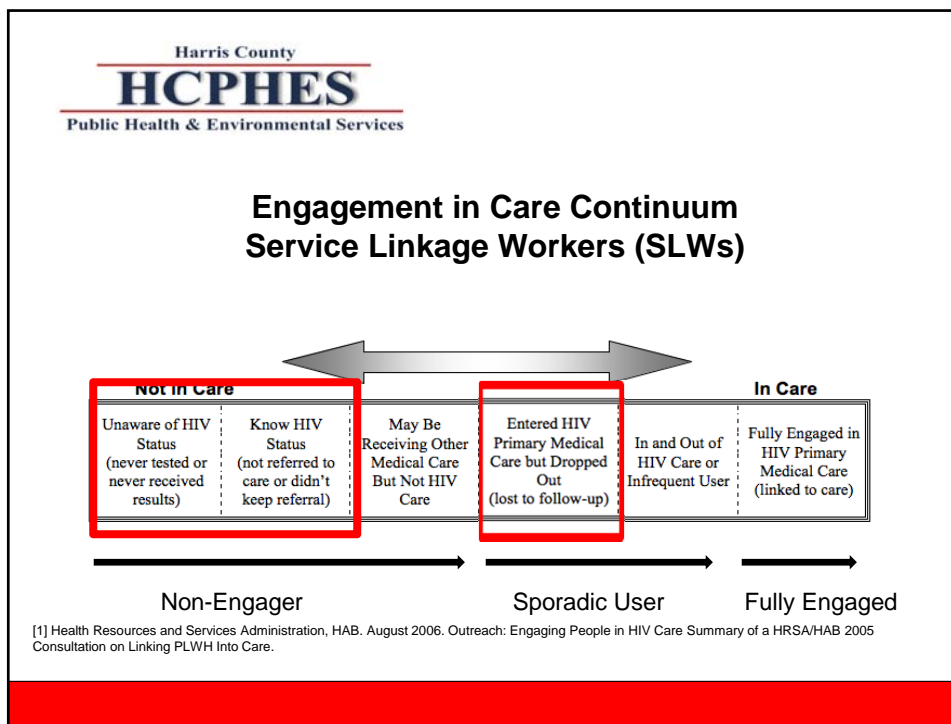 Harris County
HCPHES
Public Health & Environmental Services
Engagement in Care Continuum
Service Linkage Workers (SLWs)
Not in Care
In Care
Unaware of HIV
Status
(never tested or
never received
results)
Know HIV
Status
(not referred to
care or didn't
keep referral)
May Be
Receiving Other
Medical Care
But Not HIV
Care
Entered HIV
Primary Medical
Care but Dropped
Out
(lost to follow-up)
In and Out of
HIV Care or
Infrequent User
Fully Engaged in
HIV Primary
Medical Care
(linked to care)
Non-Engager
Sporadic User
Fully Engaged
[1] Health Resources and Services Administration, HAB. August 2006. Outreach: Engaging People in HIV Care Summary of a HRSA/HAB 2005
Consultation on Linking PLWH Into Care.